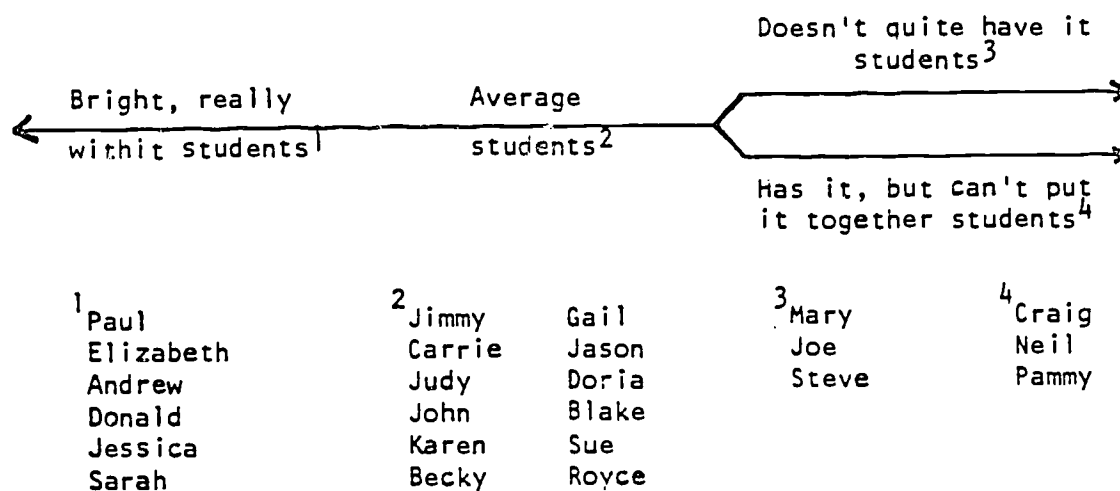 Doesn't quite have it
students3
Bright, really
withit students1
Average
students2
Has it, but can't put
it together students4
1Paul
Elizabeth
Andrew
Donald
Jessica
Sarah
2Jimmy
Carrie
Judy
John
Karen
Becky
Gail
Jason
Doria
Blake
Sue
Royce
3Mary
Joe
Steve
4Craig
Neil
Pammy